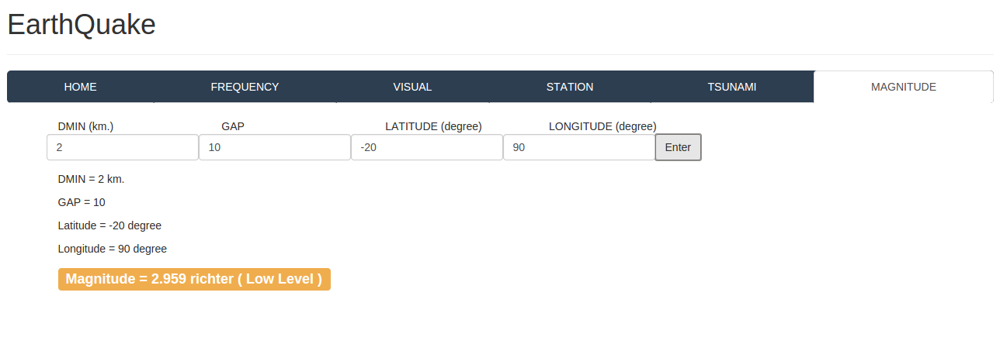 EarthQuake
HOME FREQUENCY VISUAL STATION TSUNAMI MAGNITUDE
DMIN (km.) GAP LATITUDE (degree) LONGITUDE (degree)
2 10 -20 90 Enter
DMIN = 2 km.
GAP = 10
Latitude = -20 degree
Longitude = 90 degree
Magnitude = 2.959 richter ( Low Level )